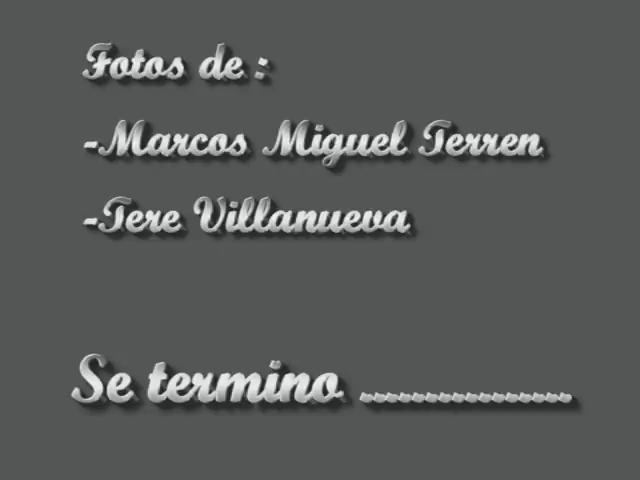 Fotos de :
-Marcos Miguel Terren
-Tere Villanueva
Se termino ................